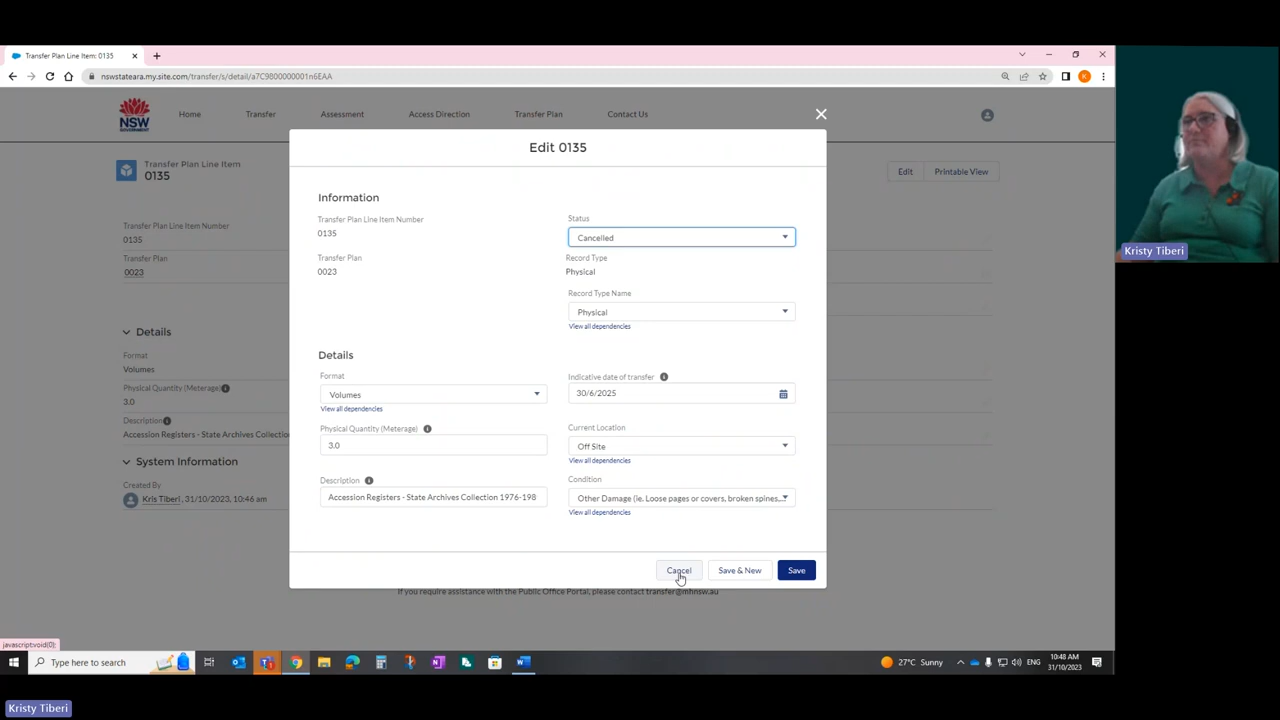 Transfer Plan Line Item: 0135
nswstateara.my.site.com/transfer/s/detail/a7C9800000001n6EAA
K
NSW
GOVERNMENT
Home
Transfer
Assessment
Access Direction
Transfer Plan
Contact Us
Transfer Plan Line Item
0135
Edit
Printable View
Transfer Plan Line Item Number
0135
Transfer Plan
0023
Details
Format
Volumes
Physical Quantity (Meterage)
3.0
Description
Accession Registers - State Archives Collection
System Information
Created By
Kris Tiberi, 31/10/2023, 10:46 am
Edit 0135
Information
Transfer Plan Line Item Number
0135
Status
Cancelled
Transfer Plan
0023
Record Type
Physical
Record Type Name
Physical
View all dependencies
Details
Format
Volumes
View all dependencies
Indicative date of transfer
30/6/2025
Physical Quantity (Meterage)
3.0
Current Location
Off Site
View all dependencies
Description
Accession Registers - State Archives Collection 1976-198
Condition
Other Damage (ie. Loose pages or covers, broken spines,...
View all dependencies
Cancel
Save & New
Save
If you require assistance with the Public Office Portal, please contact transfer@mhnsw.au
javascript:void(0);
Type here to search
27°C Sunny
ENG
10:48 AM
31/10/2023
Kristy Tiberi
Kristy Tiberi